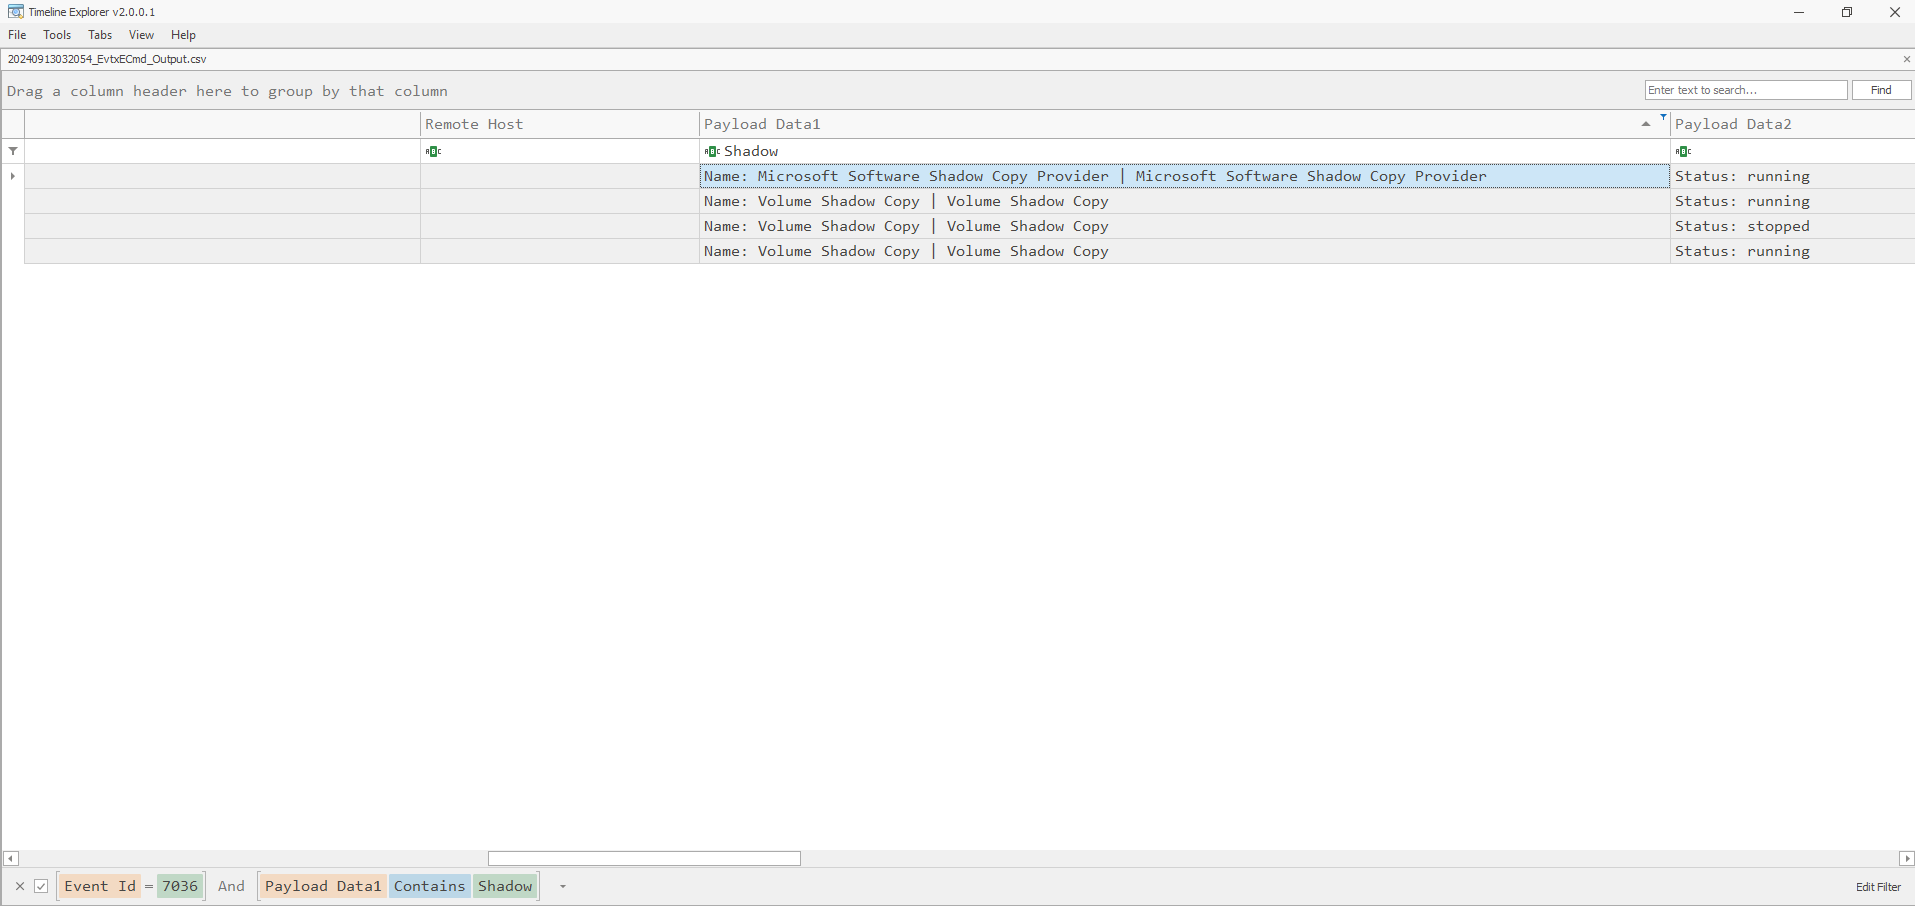 Timeline Explorer v2.0.0.1
File Tools Tabs View Help
20240913032054_EvtxECmd_Output.csv
Drag a column header here to group by that column
Enter text to search...
Find
Remote Host
Payload Data1
Payload Data2
Shadow
Name: Microsoft Software Shadow Copy Provider | Microsoft Software Shadow Copy Provider
Status: running
Name: Volume Shadow Copy | Volume Shadow Copy
Status: running
Name: Volume Shadow Copy | Volume Shadow Copy
Status: stopped
Name: Volume Shadow Copy | Volume Shadow Copy
Status: running
Event Id = 7036 And Payload Data1 Contains Shadow
Edit Filter